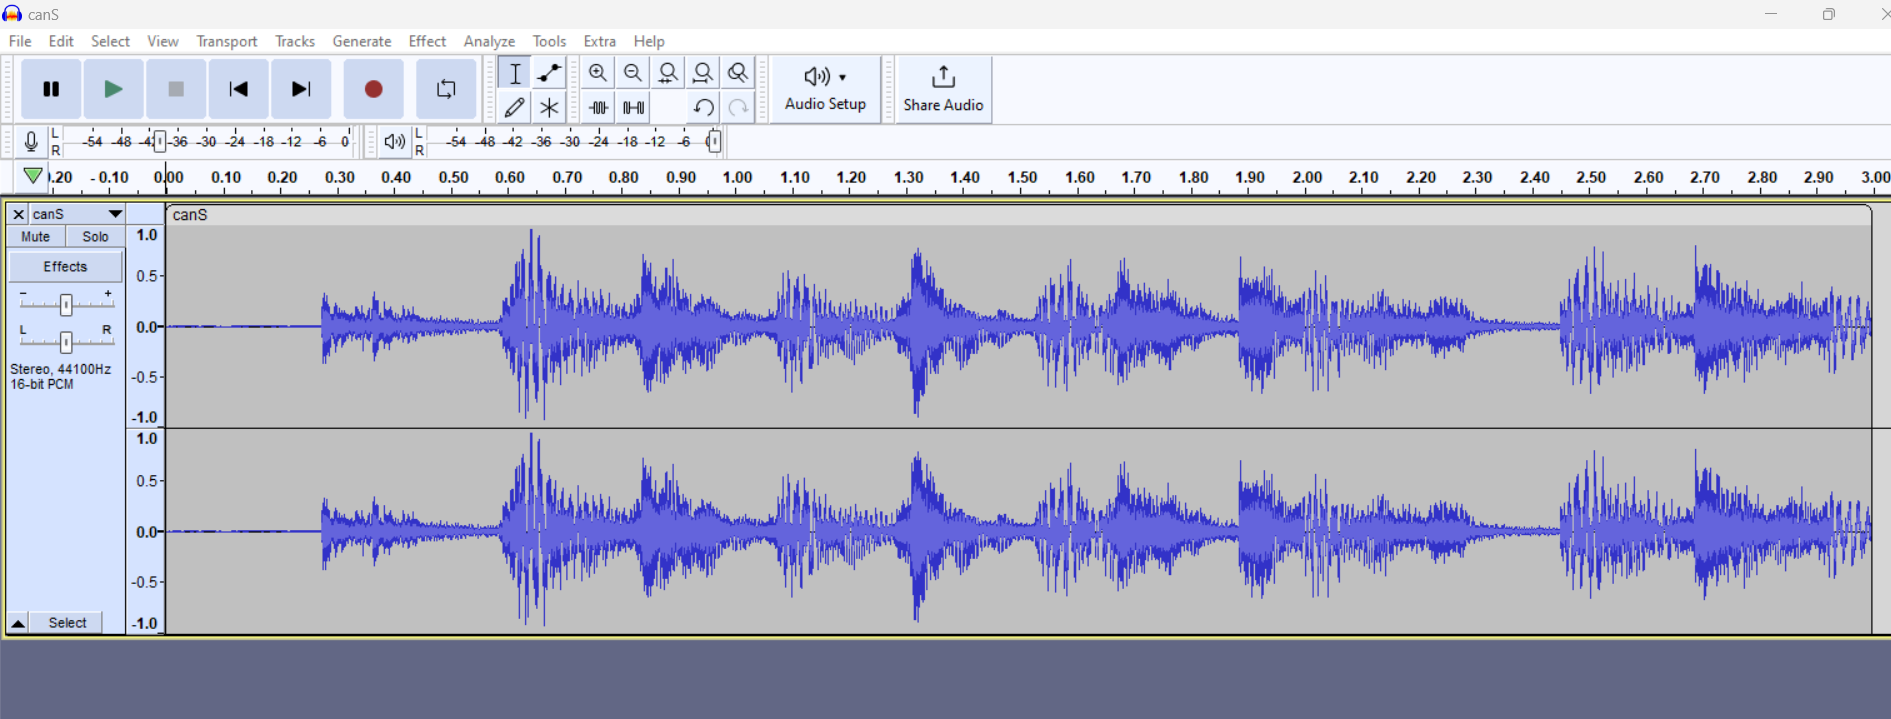 canS
File Edit Select View Transport Tracks Generate Effect Analyze Tools Extra Help
Audio Setup
Share Audio
L
R
-54 -48 -42 -36 -30 -24 -18 -12 -6 0
L
R
-54 -48 -42 -36 -30 -24 -18 -12 -6
.20 -0.10 0.00 0.10 0.20 0.30 0.40 0.50 0.60 0.70 0.80 0.90 1.00 1.10 1.20 1.30 1.40 1.50 1.60 1.70 1.80 1.90 2.00 2.10 2.20 2.30 2.40 2.50 2.60 2.70 2.80 2.90 3.00
canS
canS
Mute Solo
Effects
- +
L R
Stereo, 44100Hz
16-bit PCM
Select
1.0
0.5
0.0
-0.5
-1.0
1.0
0.5
0.0
-0.5
-1.0